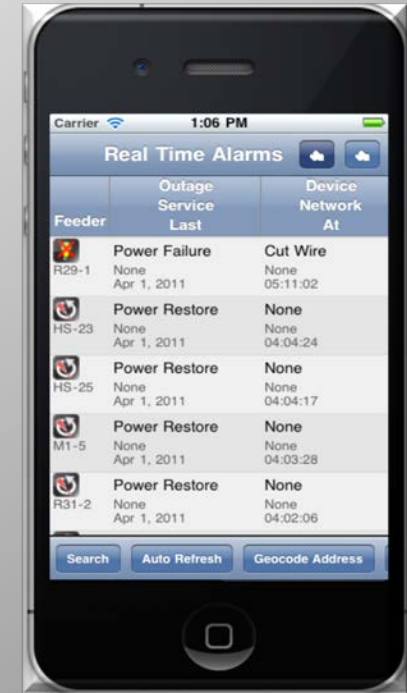 Carrier 1:06 PM
Real Time Alarms
Outage Device
Service Network
Feeder Last At
Power Failure Cut Wire
R29-1 None None
Apr 1, 2011 05:11:02
Power Restore None
HS-23 None None
Apr 1, 2011 04:04:24
Power Restore None
HS-25 None None
Apr 1, 2011 04:04:17
Power Restore None
M1-5 None None
Apr 1, 2011 04:03:28
Power Restore None
R31-2 None None
Apr 1, 2011 04:02:06
Search Auto Refresh Geocode Address